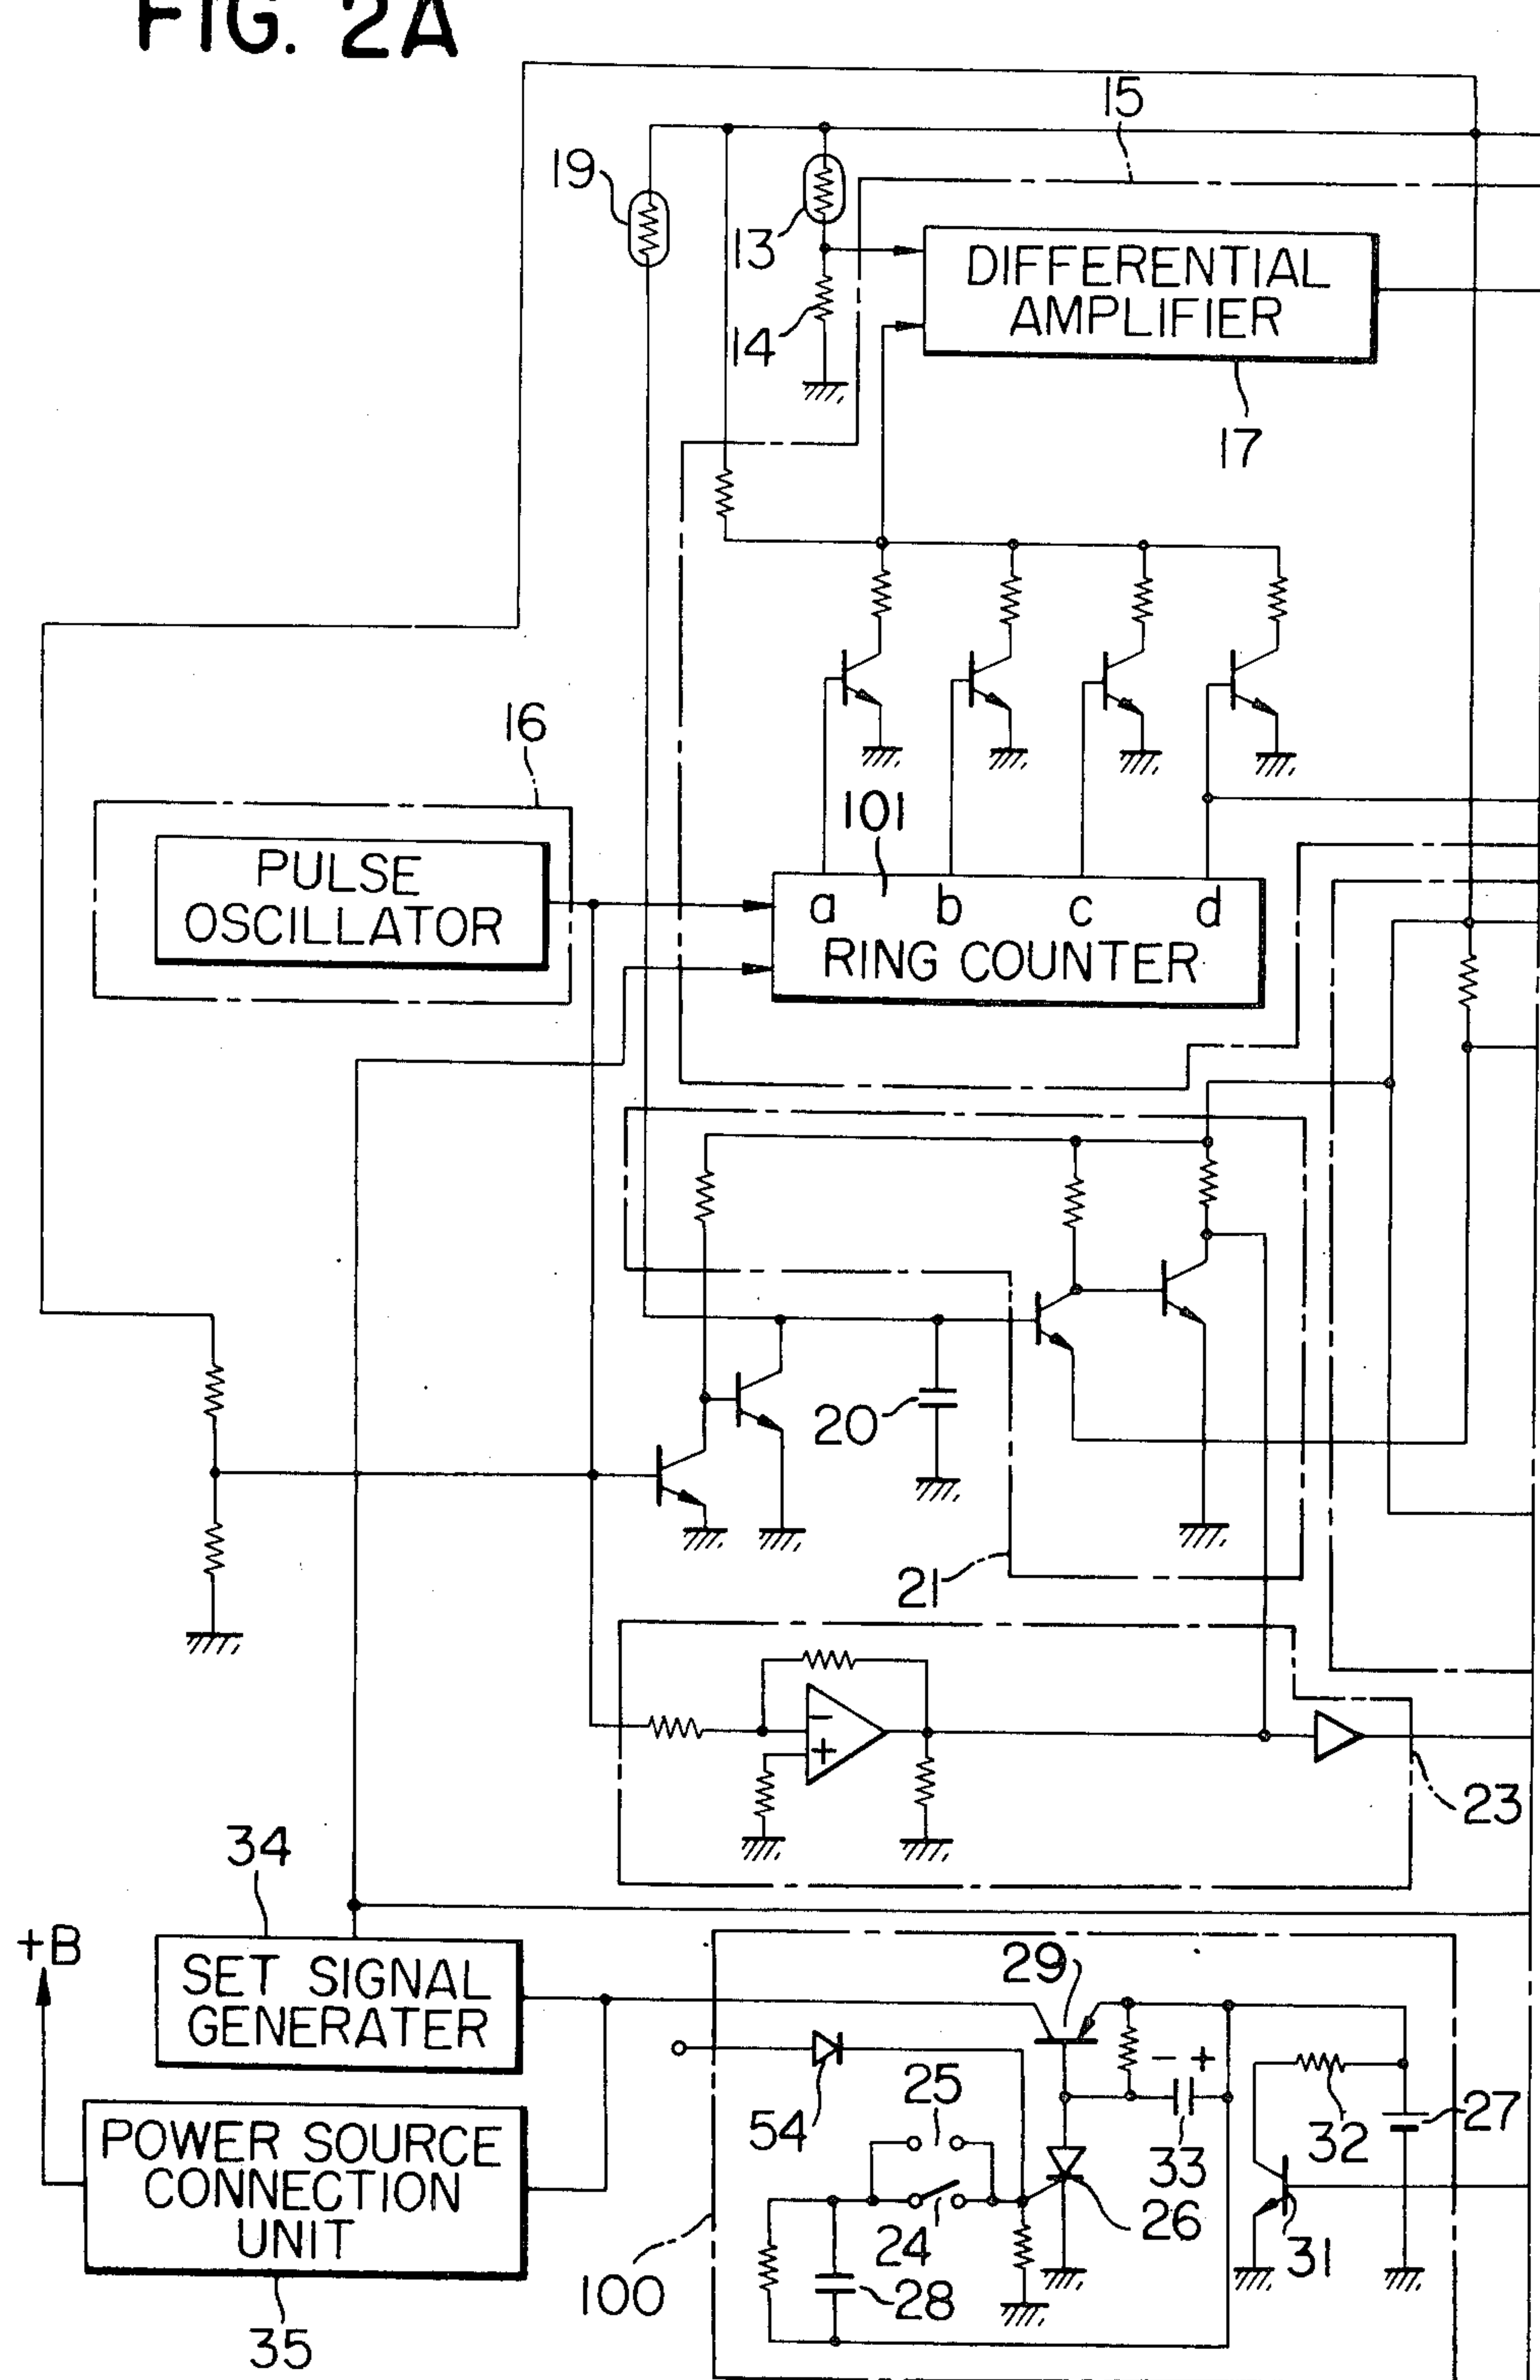 FIG. 2A
15
19
13
DIFFERENTIAL
AMPLIFIER
14
17
16
101
PULSE
OSCILLATOR
a b c d
RING COUNTER
20
21
−
+
23
34
+B
SET SIGNAL
GENERATER
29
− +
25
54
32
27
33
POWER SOURCE
CONNECTION
UNIT
26
24
31
100
28
35